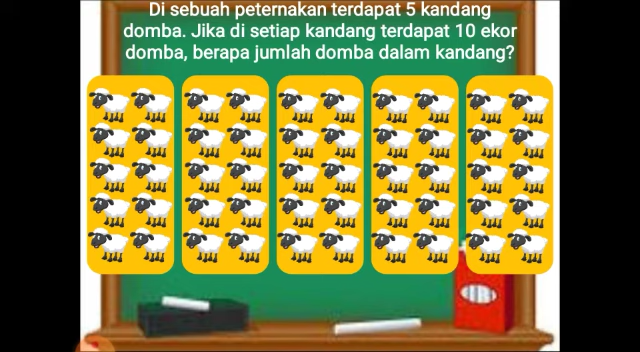 Di sebuah peternakan terdapat 5 kandang
domba. Jika di setiap kandang terdapat 10 ekor
domba, berapa jumlah domba dalam kandang?